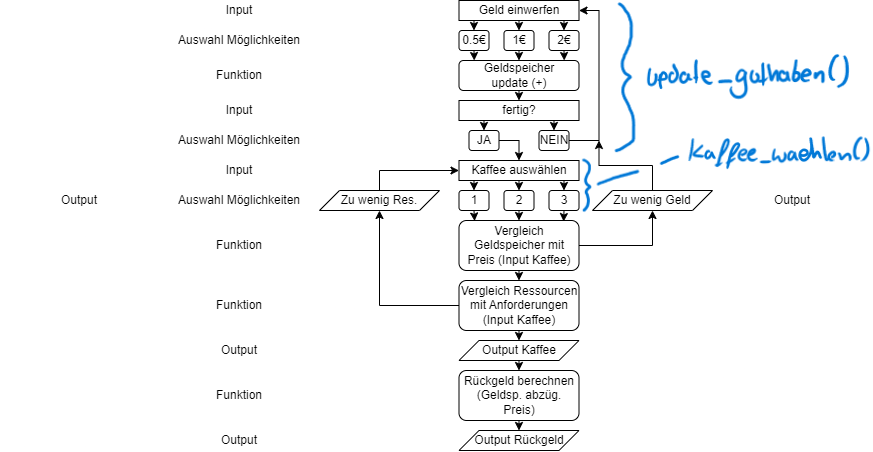 Input Geld einwerfen
Auswahl Möglichkeiten 0.5€ 1€ 2€
Funktion Geldspeicher
update (+)
update_guthaben()
Input fertig?
Auswahl Möglichkeiten JA NEIN
kaffee_waehlen()
Input Kaffee auswählen
Output Auswahl Möglichkeiten Zu wenig Res. 1 2 3 Zu wenig Geld Output
Funktion Vergleich
Geldspeicher mit
Preis (Input Kaffee)
Funktion Vergleich Ressourcen
mit Anforderungen
(Input Kaffee)
Output Output Kaffee
Funktion Rückgeld berechnen
(Geldsp. abzüg.
Preis)
Output Output Rückgeld